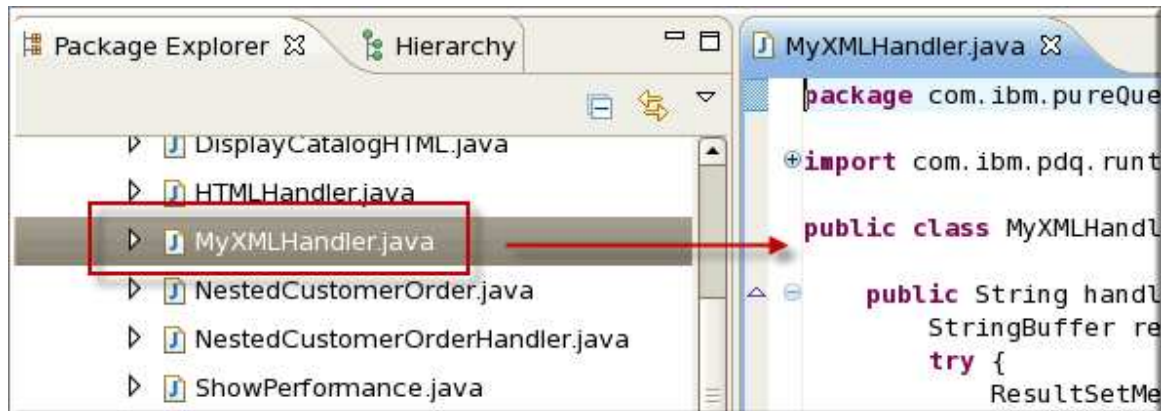 Package Explorer
Hierarchy
DisplayCatalogHTML.java
HTMLHandler.java
MyXMLHandler.java
NestedCustomerOrder.java
NestedCustomerOrderHandler.java
ShowPerformance.java
MyXMLHandler.java
package com.ibm.pureQue
import com.ibm.pdq.runt
public class MyXMLHandl
public String handl
StringBuffer re
try {
ResultSetMe